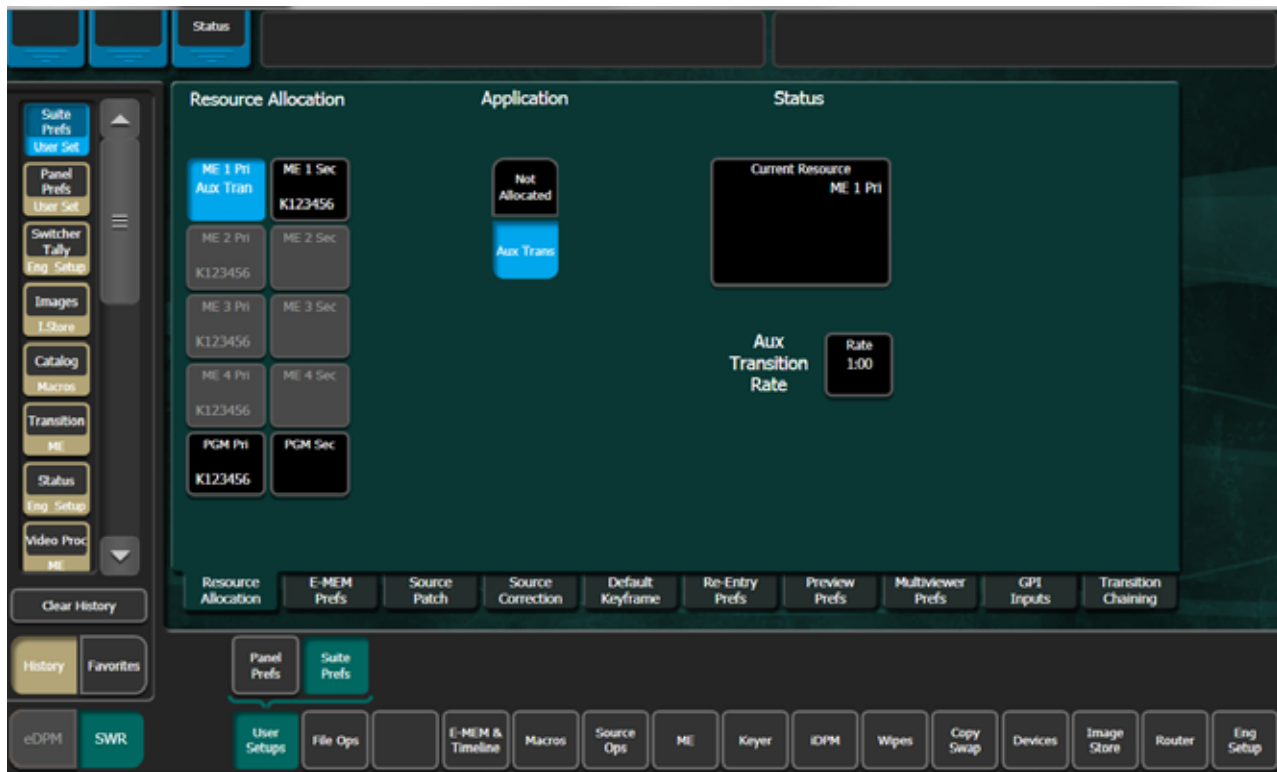 Status
Suite
Prefs
User Set
Panel
Prefs
User Set
Switcher
Tally
Eng Setup
Images
I.Store
Catalog
Macros
Transition
ME
Status
Eng Setup
Video Proc
ME
Clear History
History
Favorites
eDPM
SWR
Resource Allocation
Application
Status
ME 1 Pri
Aux Tran
ME 1 Sec
K123456
ME 2 Pri
K123456
ME 2 Sec
ME 3 Pri
K123456
ME 3 Sec
ME 4 Pri
K123456
ME 4 Sec
PGM Pri
K123456
PGM Sec
Not
Allocated
Aux Trans
Current Resource
ME 1 Pri
Aux
Transition
Rate
Rate
1:00
Resource
Allocation
E-MEM
Prefs
Source
Patch
Source
Correction
Default
Keyframe
Re-Entry
Prefs
Preview
Prefs
Multiviewer
Prefs
GPI
Inputs
Transition
Chaining
Panel
Prefs
Suite
Prefs
User
Setups
File Ops
E-MEM &
Timeline
Macros
Source
Ops
ME
Keyer
iDPM
Wipes
Copy
Swap
Devices
Image
Store
Router
Eng
Setup